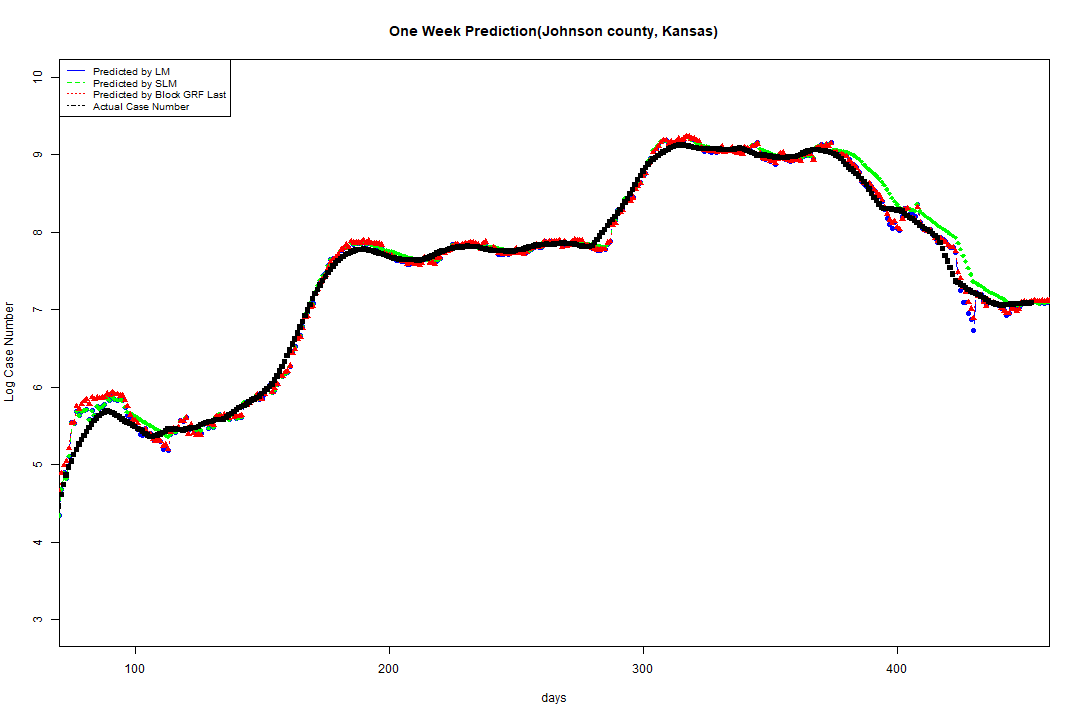 One Week Prediction(Johnson county, Kansas)
Predicted by LM
Predicted by SLM
Predicted by Block GRF Last
Actual Case Number
10
9
8
7
6
5
4
3
Log Case Number
100 200 300 400
days